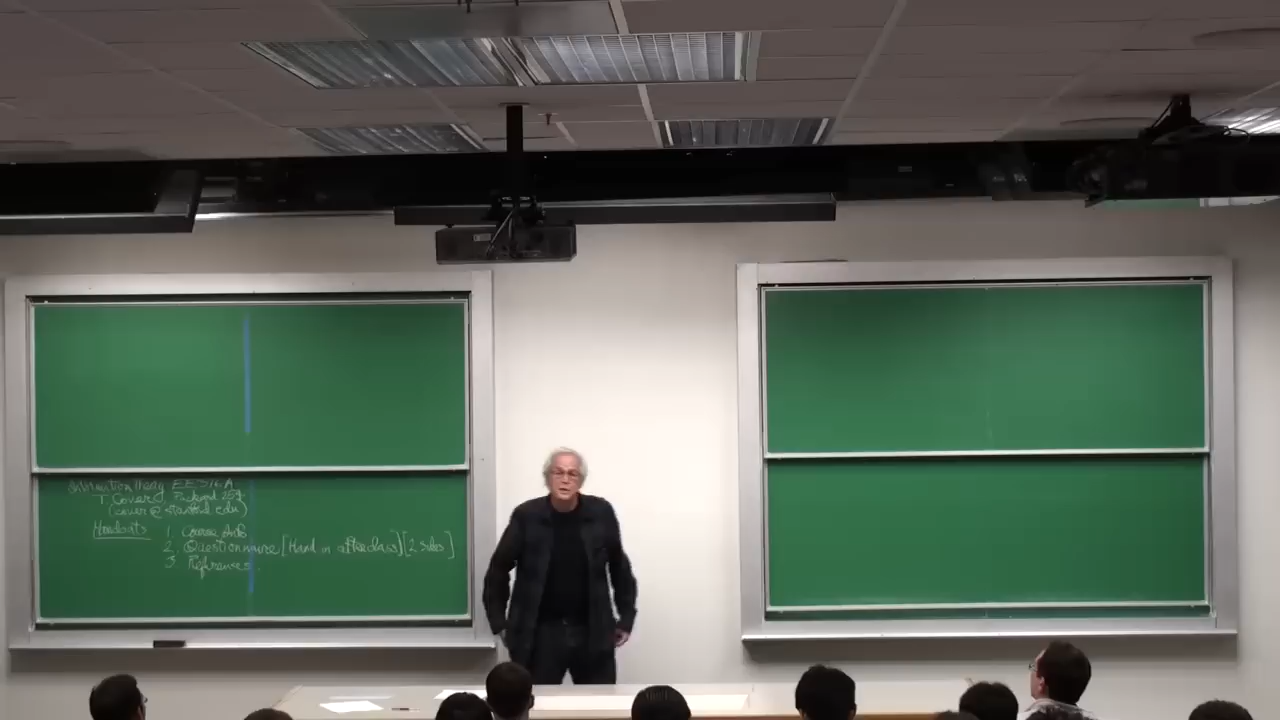 Information Theory EE376A
T. Cover, Packard 254
(cover@stanford.edu)
Handouts 1. Course Info
2. Questionnaire [Hand in after class] [2 sides]
3. References.